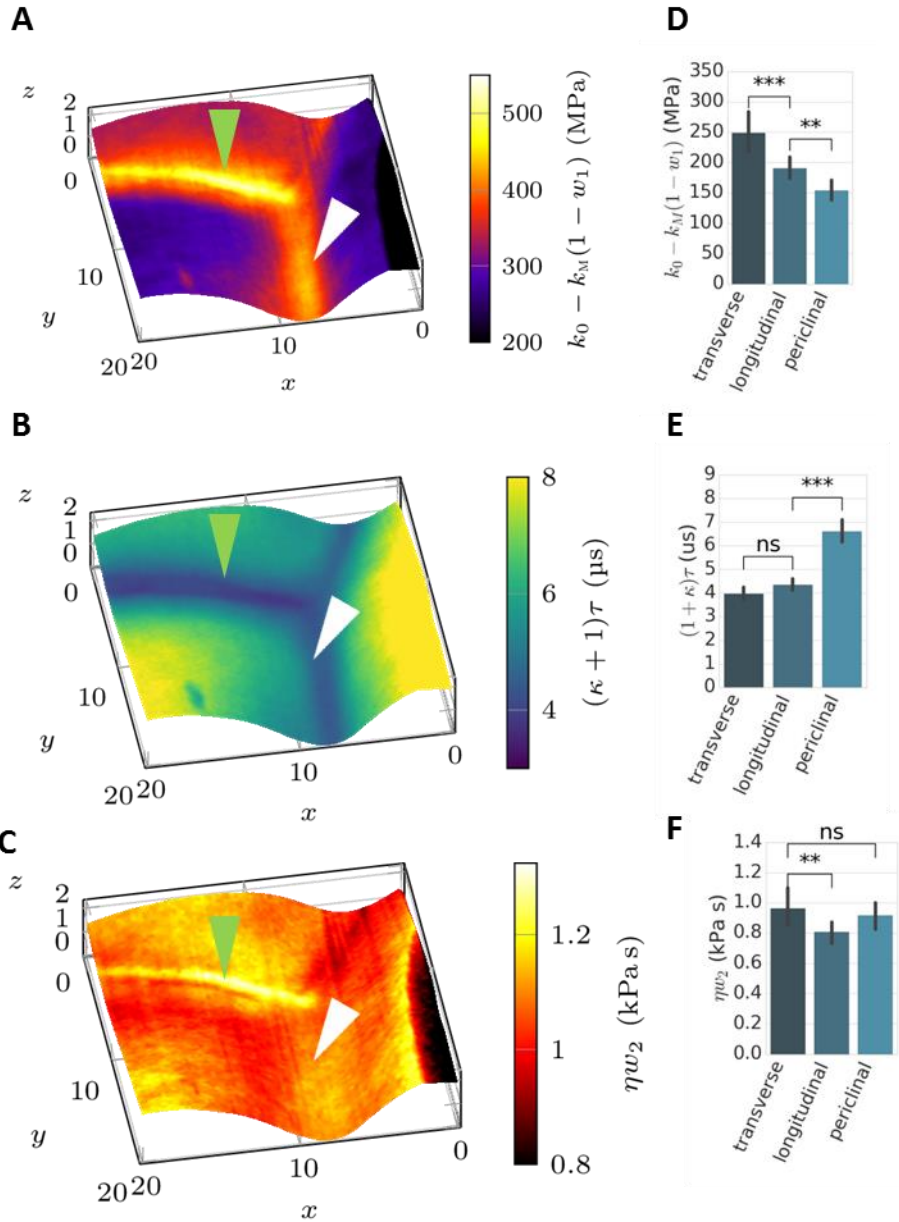 A
z
2
1
0
0
10
20
y
20
10
0
x
500
400
300
200
k₀ − k_M(1 − w₁) (MPa)
D
350
300
250
200
150
100
50
0
k₀ − k_M(1 − w₁) (MPa)
***
**
transverse
longitudinal
periclinal
B
z
2
1
0
0
10
20
y
20
10
0
x
8
6
4
(κ + 1)τ (µs)
E
9
8
7
6
5
4
3
2
1
0
(1 + κ)τ (us)
ns
***
transverse
longitudinal
periclinal
C
z
2
1
0
0
10
20
y
20
10
0
x
1.2
1
0.8
ηw₂ (kPa s)
F
1.4
1.2
1.0
0.8
0.6
0.4
0.2
0.0
ηw₂ (kPa s)
ns
**
transverse
longitudinal
periclinal